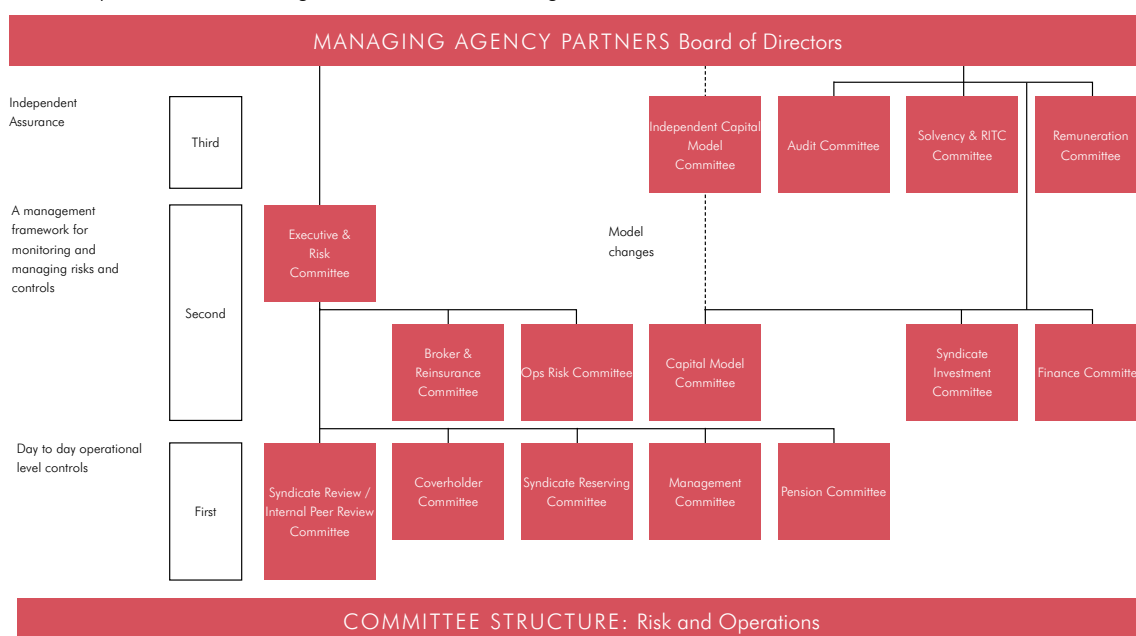 MANAGING AGENCY PARTNERS Board of Directors
Independent
Assurance
Third
Independent Capital
Model
Committee
Audit Committee
Solvency & RITC
Committee
Remuneration
Committee
A management
framework for
monitoring and
managing risks and
controls
Second
Executive &
Risk
Committee
Model
changes
Broker &
Reinsurance
Committee
Ops Risk Committee
Capital Model
Committee
Syndicate
Investment
Committee
Finance Committe
Day to day operational
level controls
First
Syndicate Review /
Internal Peer Review
Committee
Coverholder
Committee
Syndicate Reserving
Committee
Management
Committee
Pension Committee
COMMITTEE STRUCTURE: Risk and Operations